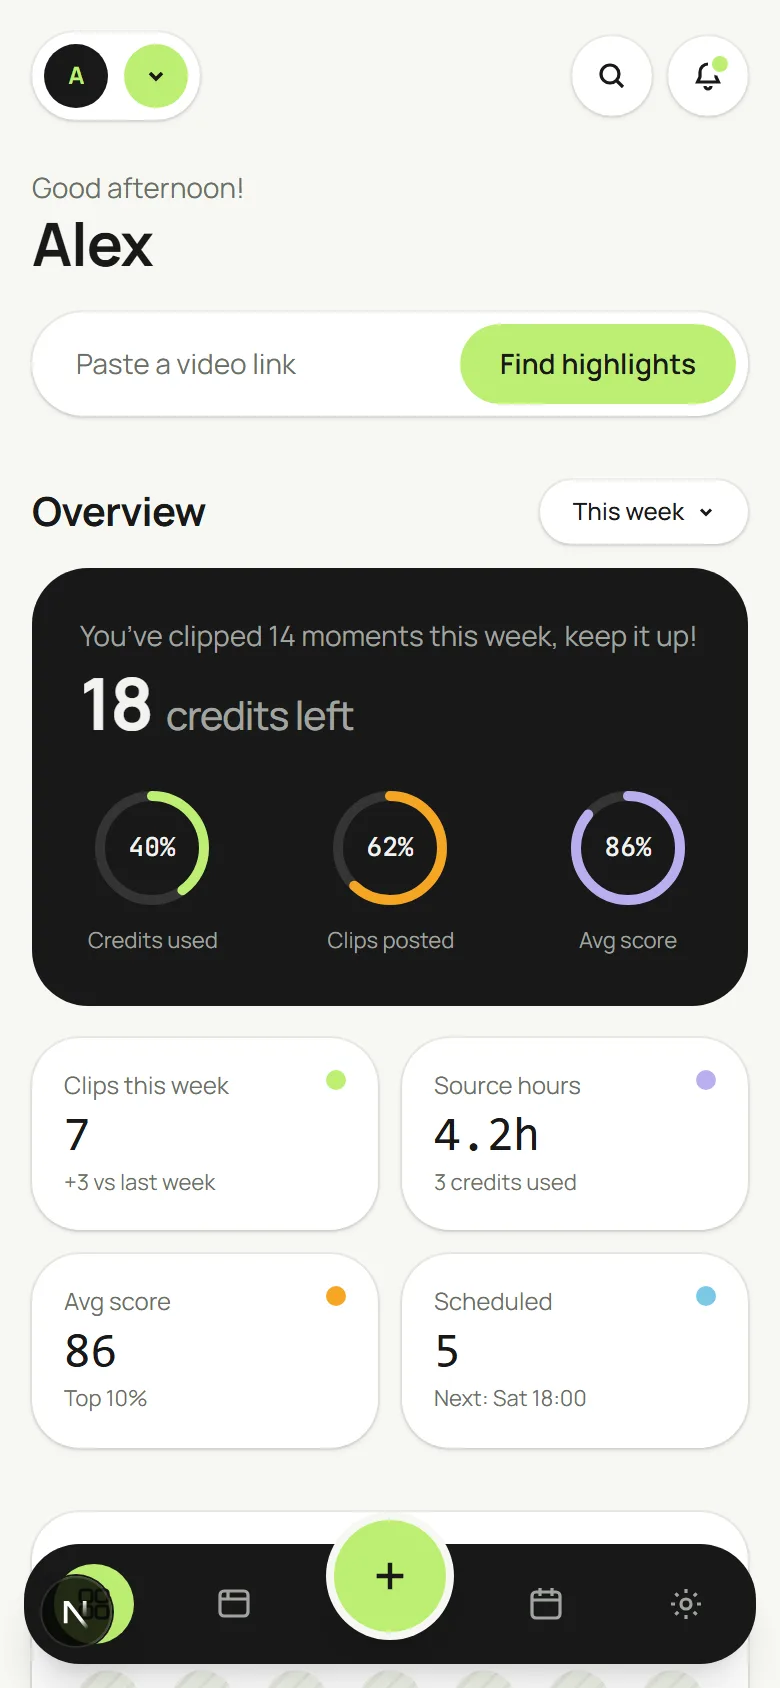 A
Good afternoon!
Alex
Paste a video link
Find highlights
Overview
This week
You've clipped 14 moments this week, keep it up!
18 credits left
40%
62%
86%
Credits used
Clips posted
Avg score
Clips this week
7
+3 vs last week
Source hours
4.2h
3 credits used
Avg score
86
Top 10%
Scheduled
5
Next: Sat 18:00
N